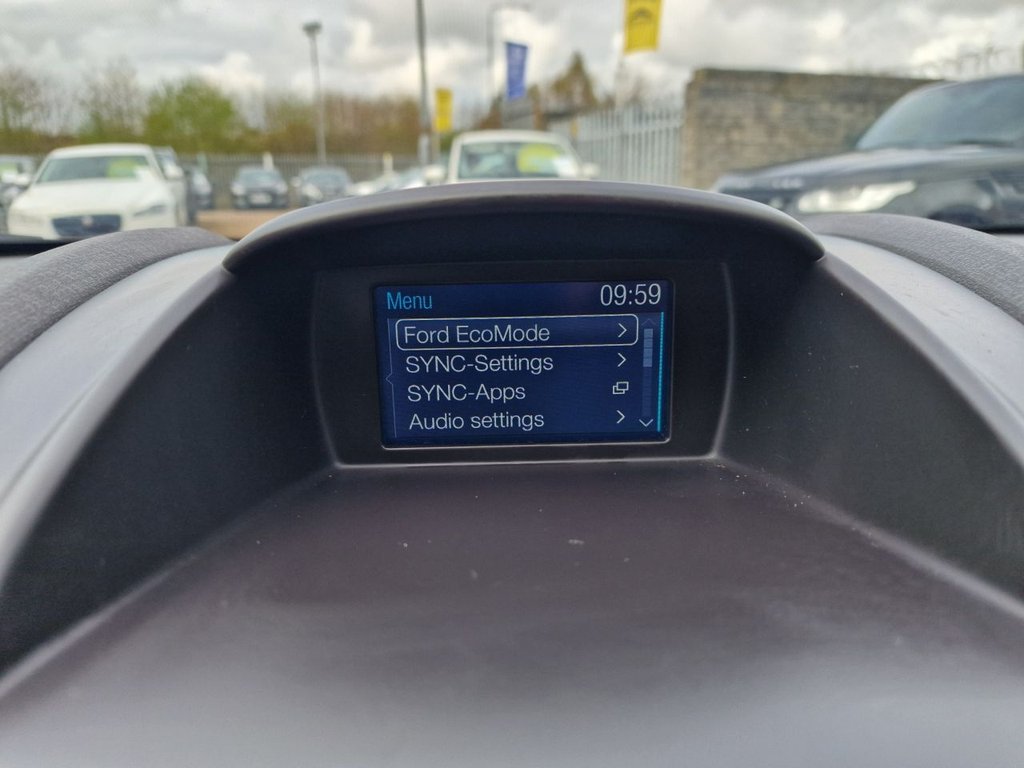 Menu 09:59
Ford EcoMode
SYNC-Settings
SYNC-Apps
Audio settings